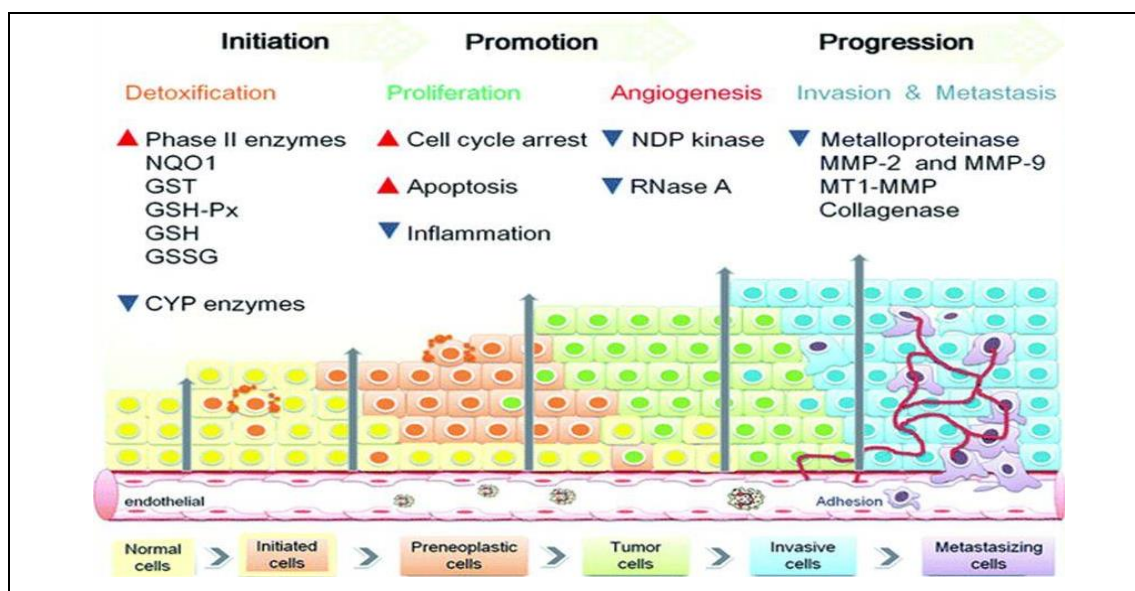 Initiation
Promotion
Progression
Detoxification
Proliferation
Angiogenesis
Invasion & Metastasis
Phase II enzymes
NQO1
GST
GSH-Px
GSH
GSSG
CYP enzymes
Cell cycle arrest
Apoptosis
Inflammation
NDP kinase
RNase A
Metalloproteinase
MMP-2 and MMP-9
MT1-MMP
Collagenase
endothelial
Adhesion
Normal
cells
Initiated
cells
Preneoplastic
cells
Tumor
cells
Invasive
cells
Metastasizing
cells